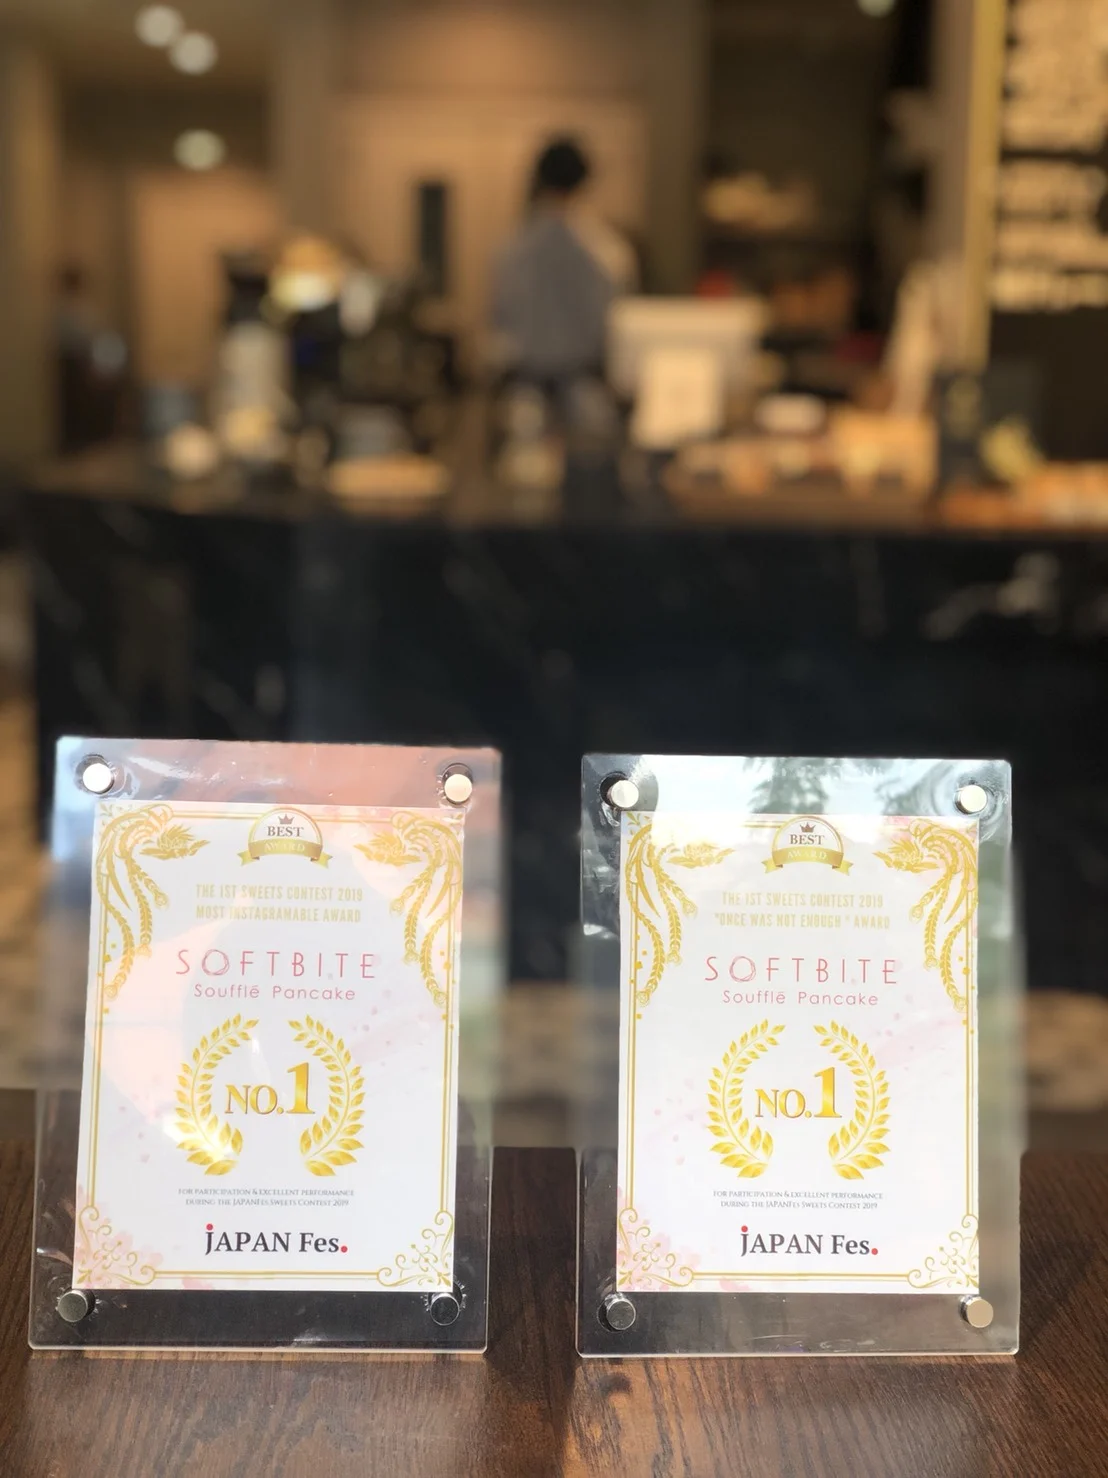 BEST
AWARD
THE 1ST SWEETS CONTEST 2019
MOST INSTAGRAMABLE AWARD
SOFTBITE
Soufflé Pancake
NO.1
FOR PARTICIPATION & EXCELLENT PERFORMANCE
DURING THE JAPANFES SWEETS CONTEST 2019
JAPAN Fes.
BEST
AWARD
THE 1ST SWEETS CONTEST 2019
"ONCE WAS NOT ENOUGH " AWARD
SOFTBITE
Soufflé Pancake
NO.1
FOR PARTICIPATION & EXCELLENT PERFORMANCE
DURING THE JAPANFES SWEETS CONTEST 2019
JAPAN Fes.